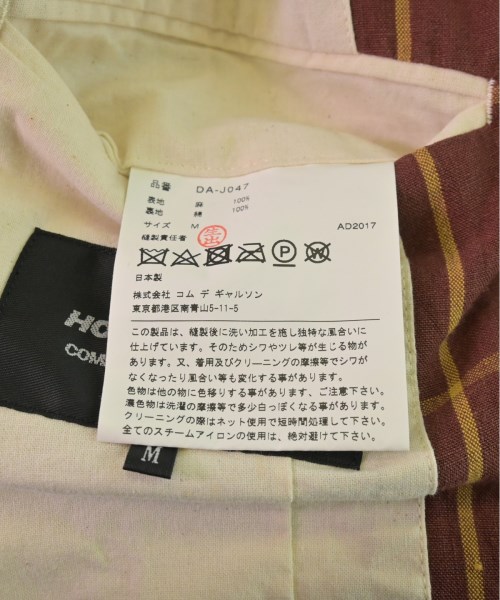 品番 DA-J047
表地 麻 100%
裏地 綿 100%
サイズ M
縫製責任者 AD2017
日本製
株式会社 コム デ ギャルソン
東京都港区南青山5-11-5
この製品は、縫製後に洗い加工を施し独特な風合いに
仕上げています。そのためシワやツレ等が生じる物が
あります。又、着用及びクリーニングの摩擦等でシワが
なくなったり風合い等も変化する事があります。
色物は他の物に色移りする事が有ります、ご注意下さい。
濃色物は洗濯の摩擦等で多少白っぽくなる事が有ります。
クリーニングの際はネット使用で短時間処理して下さい。
全てのスチームアイロンの使用は、絶対避けて下さい。
HO
COM
M